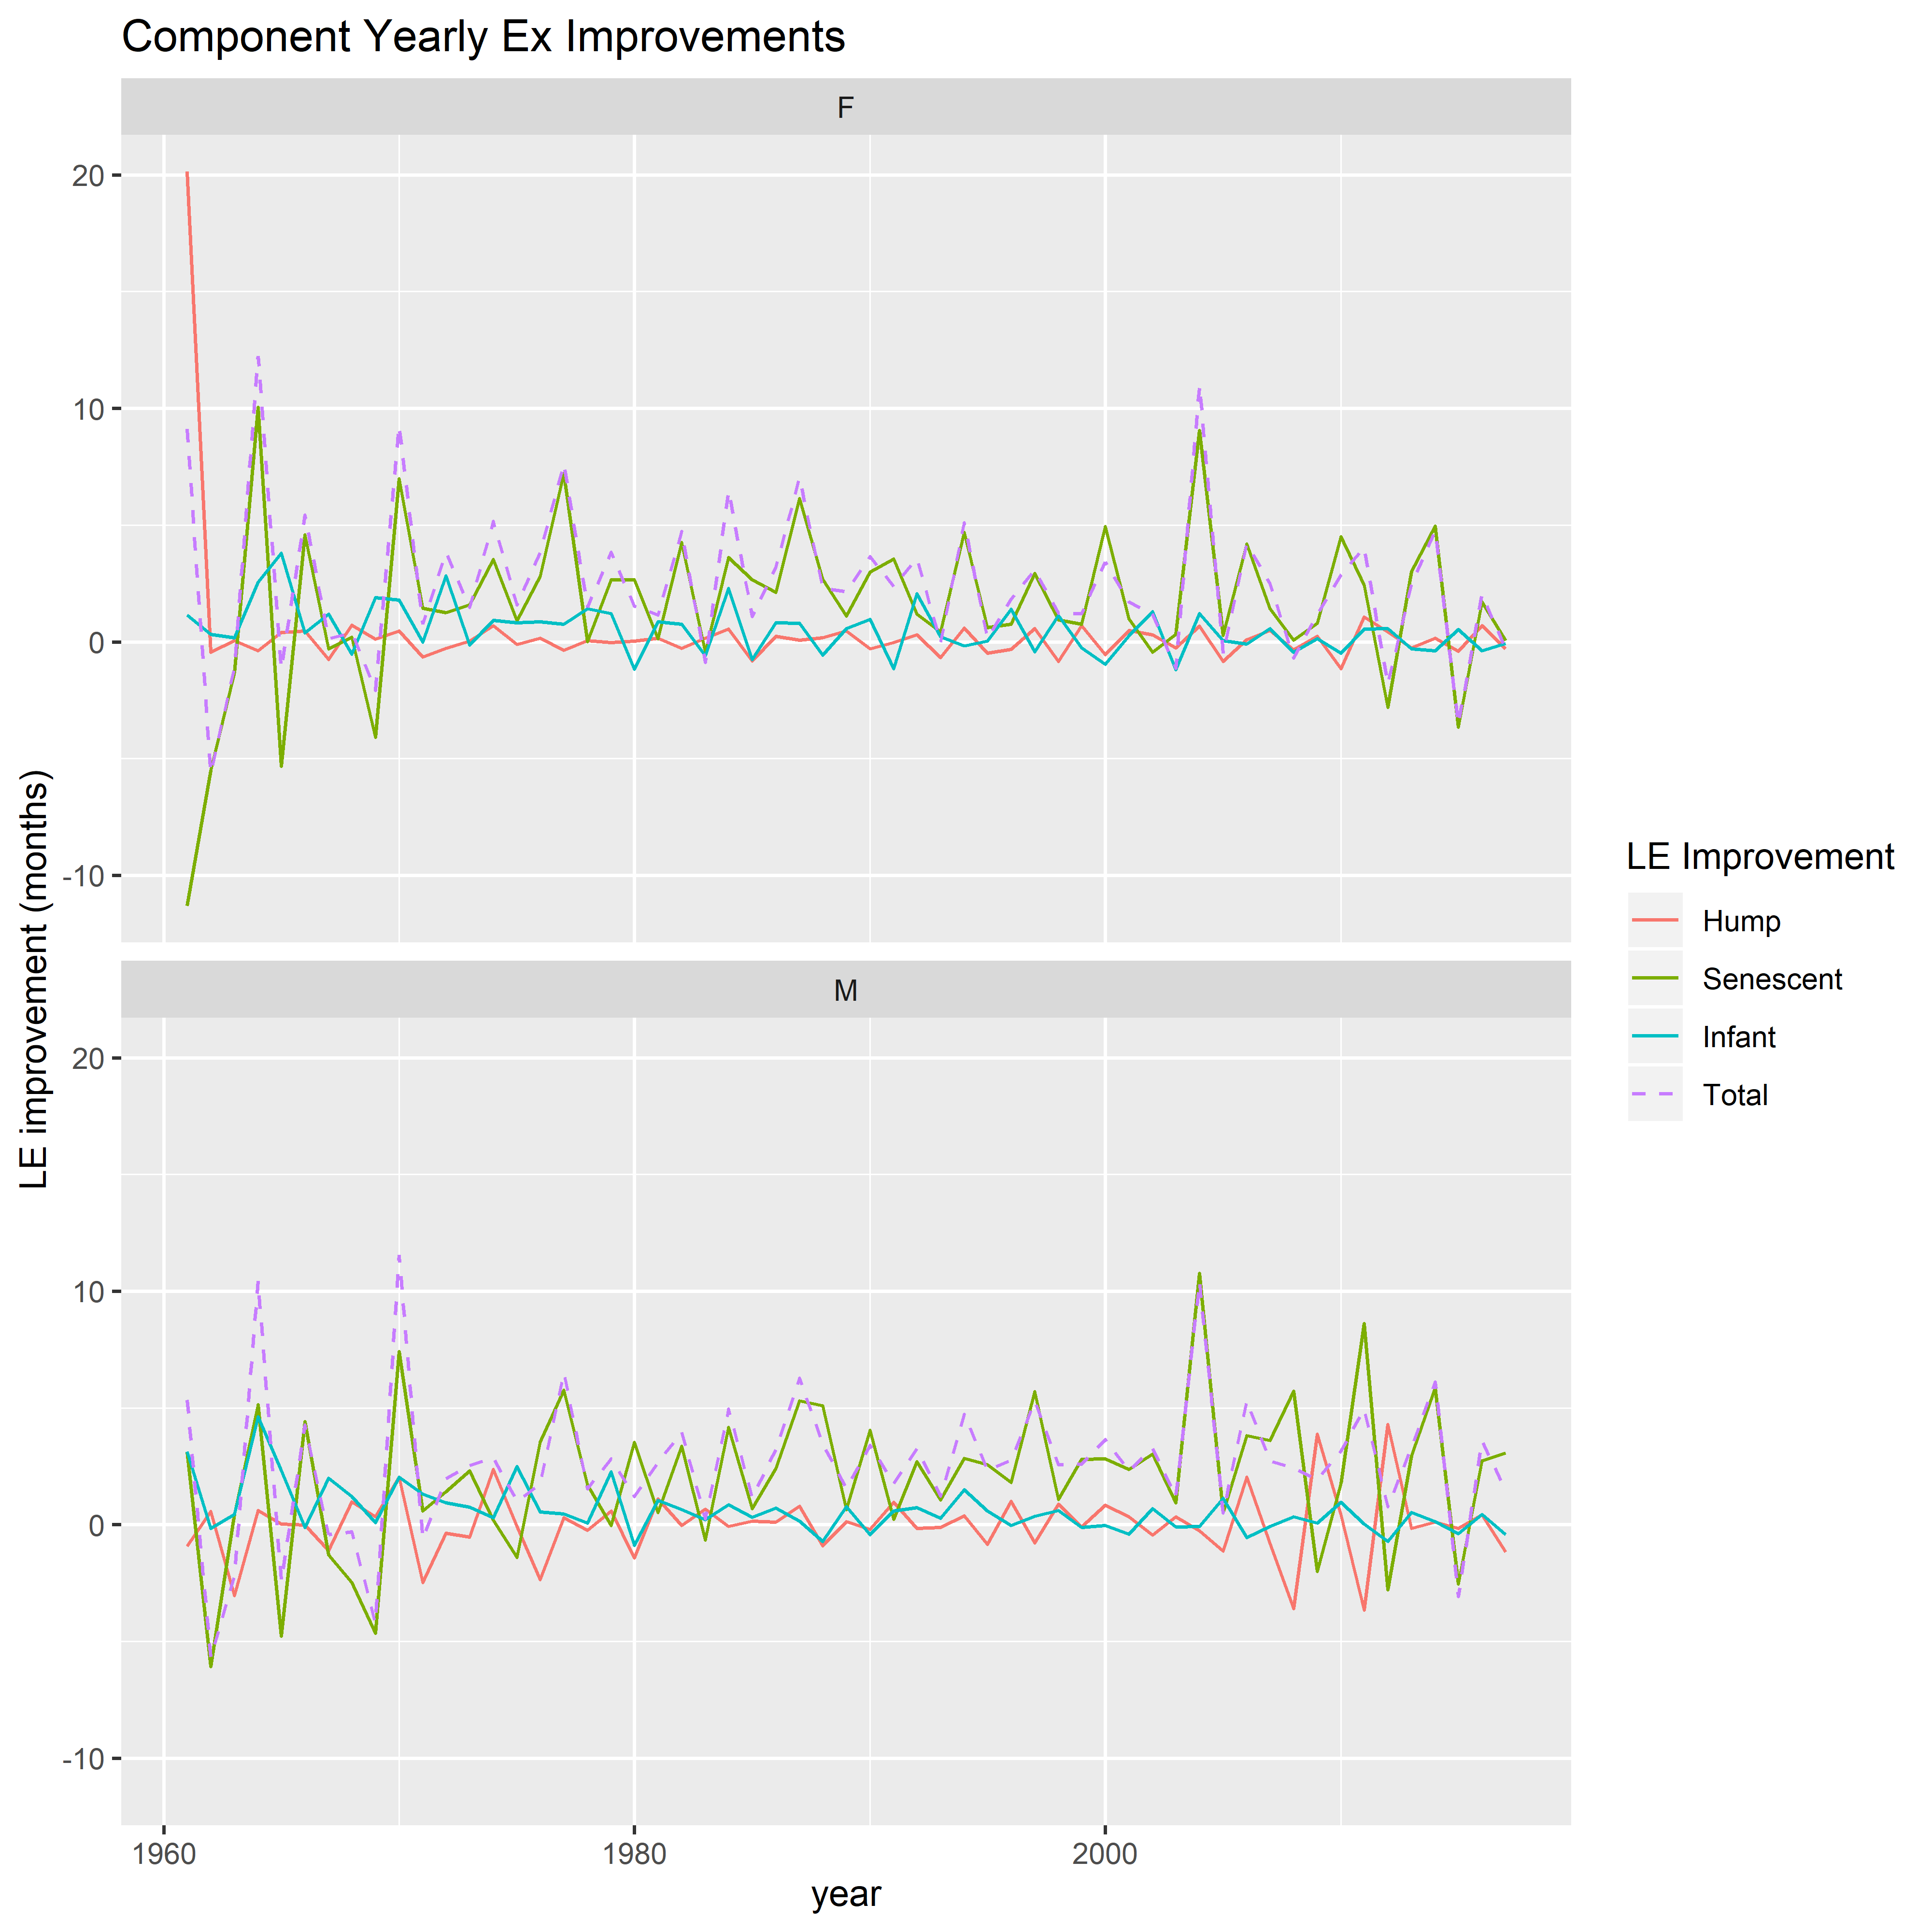 Component Yearly Ex Improvements
F
20
10
0
-10
M
20
10
0
-10
1960 1980 2000
year
LE improvement (months)
LE Improvement
Hump
Senescent
Infant
Total